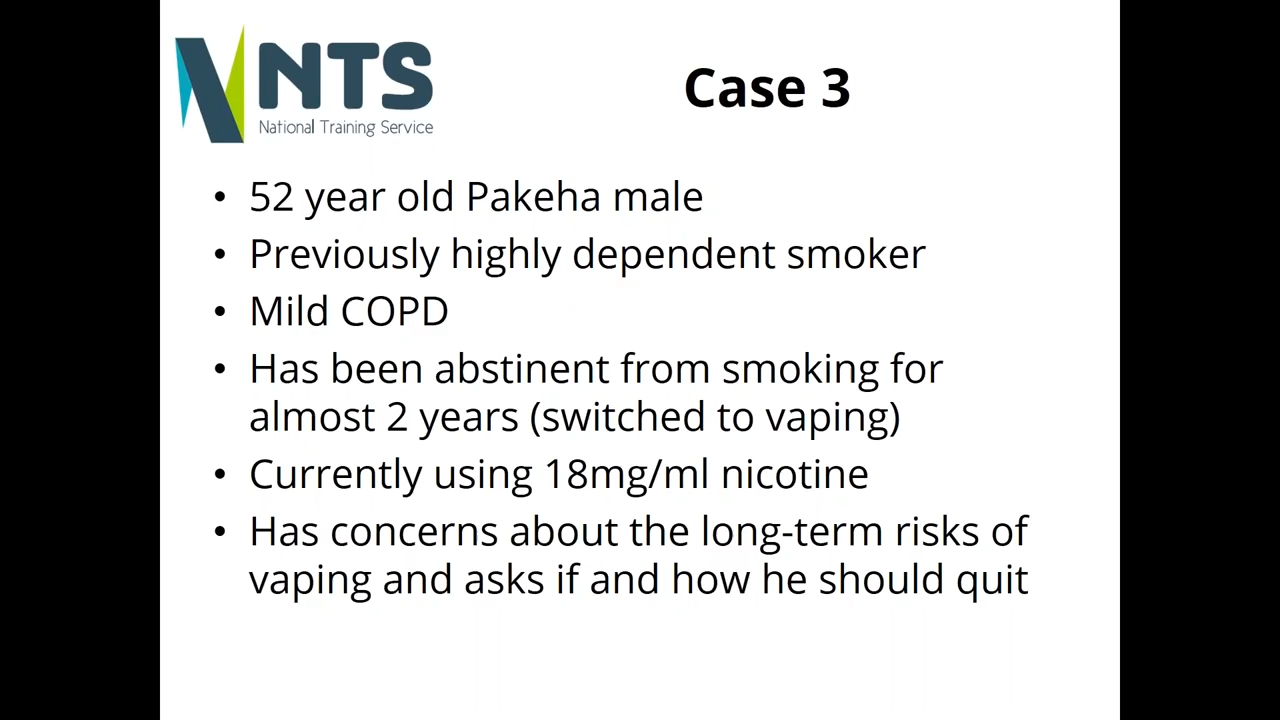 NTS
National Training Service
Case 3
• 52 year old Pakeha male
• Previously highly dependent smoker
• Mild COPD
• Has been abstinent from smoking for
almost 2 years (switched to vaping)
• Currently using 18mg/ml nicotine
• Has concerns about the long-term risks of
vaping and asks if and how he should quit